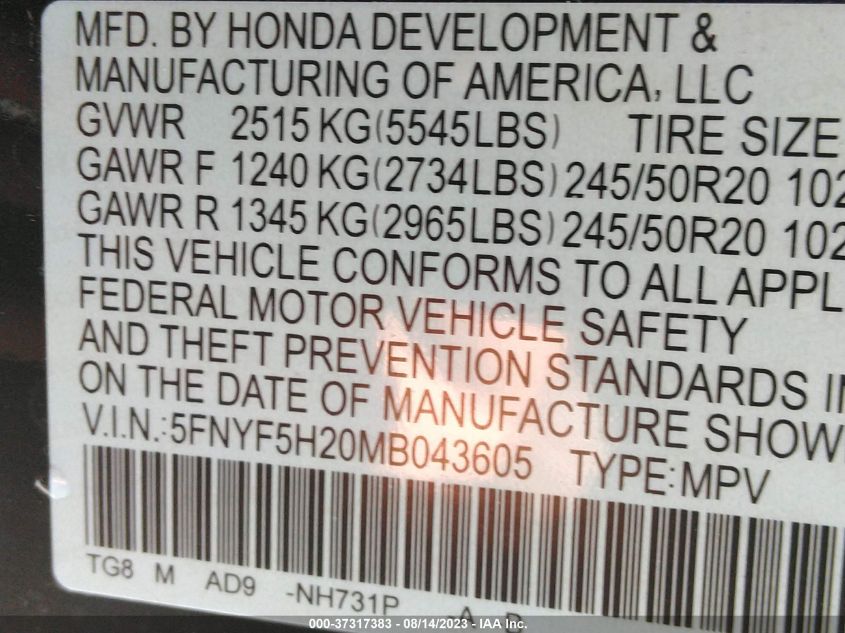 MFD. BY HONDA DEVELOPMENT &
MANUFACTURING OF AMERICA, LLC
GVWR 2515 KG(5545LBS) TIRE SIZE
GAWR F 1240 KG(2734LBS) 245/50R20 102
GAWR R 1345 KG(2965LBS) 245/50R20 102
THIS VEHICLE CONFORMS TO ALL APPL
FEDERAL MOTOR VEHICLE SAFETY
AND THEFT PREVENTION STANDARDS IN
ON THE DATE OF MANUFACTURE SHOW
V.I.N.:5FNYF5H20MB043605 TYPE:MPV
TG8 M AD9 -NH731P A
000-37317383 - 08/14/2023 - IAA Inc.